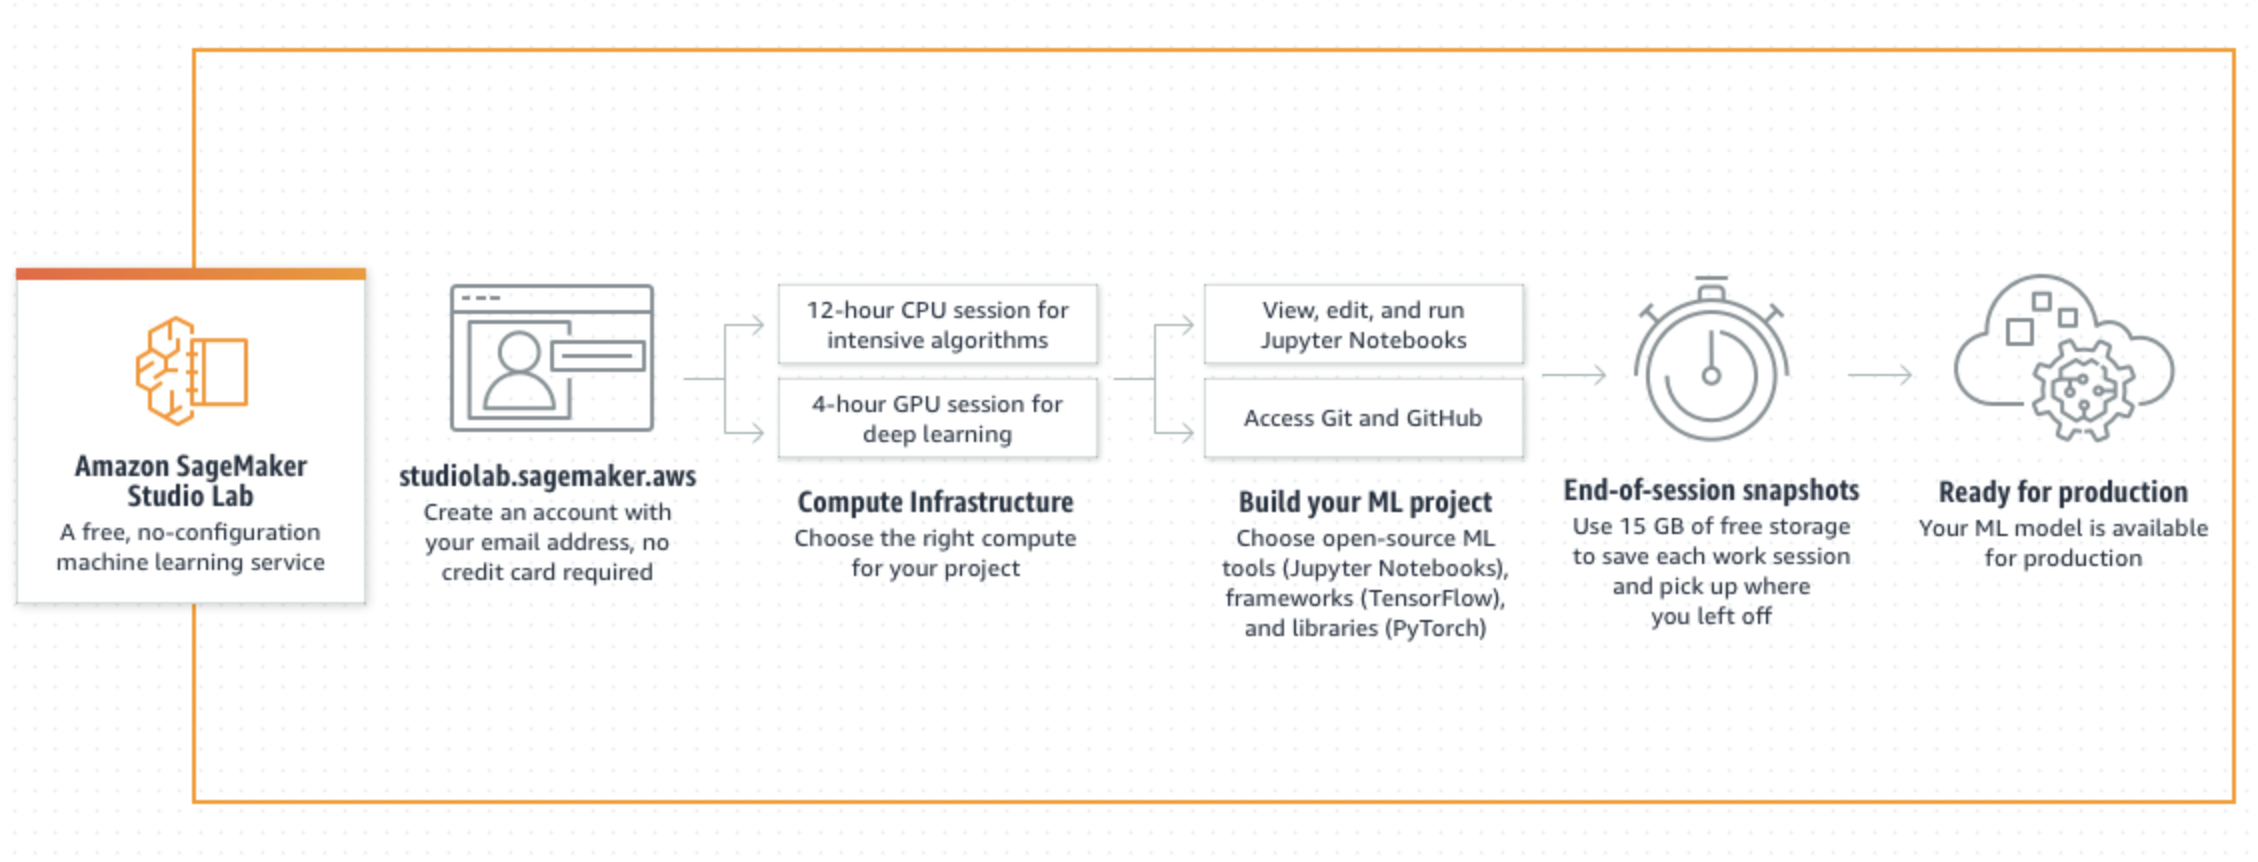 Amazon SageMaker
Studio Lab
A free, no-configuration
machine learning service
studiolab.sagemaker.aws
Create an account with
your email address, no
credit card required
12-hour CPU session for
intensive algorithms
4-hour GPU session for
deep learning
Compute Infrastructure
Choose the right compute
for your project
View, edit, and run
Jupyter Notebooks
Access Git and GitHub
Build your ML project
Choose open-source ML
tools (Jupyter Notebooks),
frameworks (TensorFlow),
and libraries (PyTorch)
End-of-session snapshots
Use 15 GB of free storage
to save each work session
and pick up where
you left off
Ready for production
Your ML model is available
for production